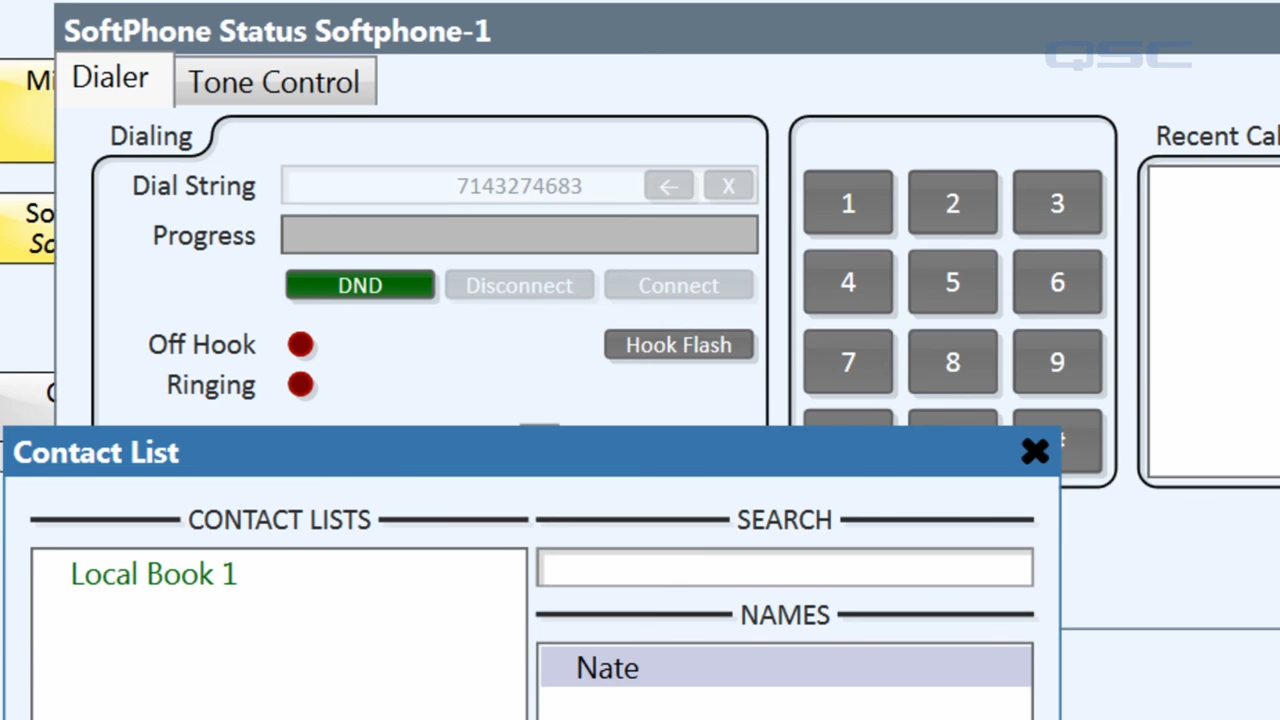 SoftPhone Status Softphone-1
QSC
Dialer
Tone Control
Dialing
Dial String
7143274683
X
Progress
DND
Disconnect
Connect
Off Hook
Hook Flash
Ringing
1
2
3
4
5
6
7
8
9
Contact List
CONTACT LISTS
Local Book 1
SEARCH
NAMES
Nate
Recent